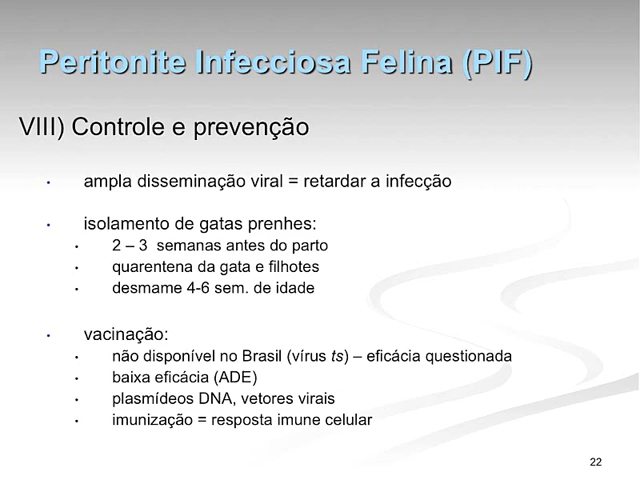 Peritonite Infecciosa Felina (PIF)
VIII) Controle e prevenção
• ampla disseminação viral = retardar a infecção
• isolamento de gatas prenhes:
• 2 – 3 semanas antes do parto
• quarentena da gata e filhotes
• desmame 4-6 sem. de idade
• vacinação:
• não disponível no Brasil (vírus ts) – eficácia questionada
• baixa eficácia (ADE)
• plasmídeos DNA, vetores virais
• imunização = resposta imune celular
22